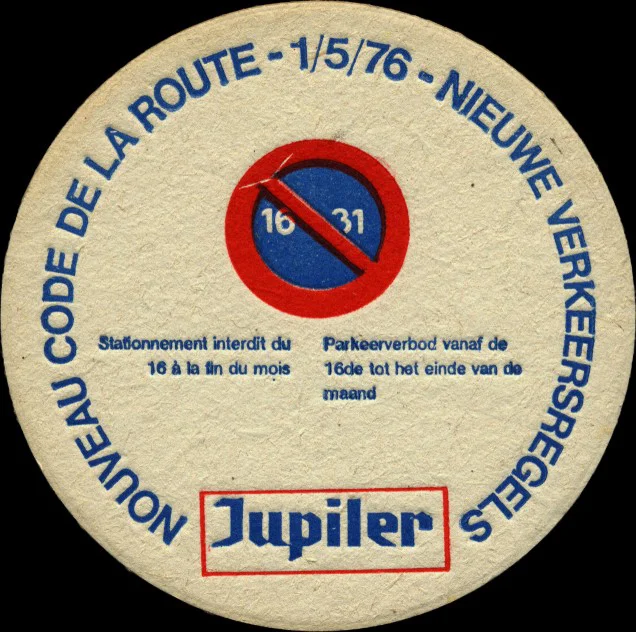 NOUVEAU CODE DE LA ROUTE - 1/5/76 - NIEUWE VERKEERSREGELS
16 31
Stationnement interdit du
16 à la fin du mois
Parkeerverbod vanaf de
16de tot het einde van de
maand
Jupiler